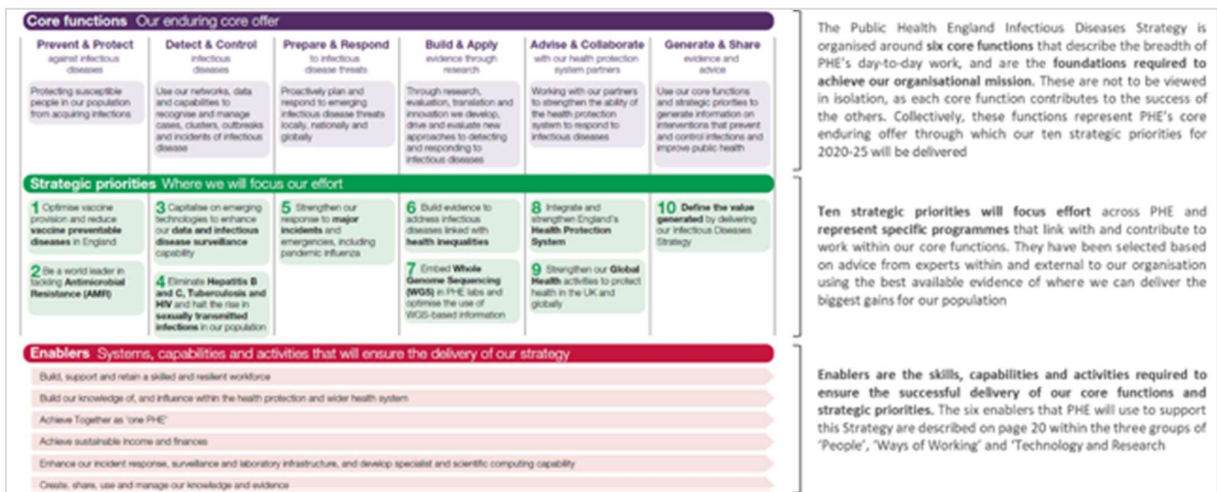 Core functions Our enduring core offer
Prevent & Protect
against infectious
diseases
Protecting susceptible
people in our population
from acquiring infections
Detect & Control
infectious
diseases
Use our networks, data
and capabilities to
recognise and manage
cases, clusters, outbreaks
and incidents of infectious
disease
Prepare & Respond
to infectious
disease threats
Proactively plan and
respond to emerging
infectious disease threats
locally, nationally and
globally
Build & Apply
evidence through
research
Through research,
evaluation, translation and
innovation we develop,
drive and evaluate new
approaches to detecting
and responding to
infectious diseases
Advise & Collaborate
with our health protection
system partners
Working with our partners
to strengthen the ability of
the health protection
system to respond to
infectious diseases
Generate & Share
evidence and
advice
Use our core functions
and strategic priorities to
generate information on
interventions that prevent
and control infections and
improve public health
The Public Health England Infectious Diseases Strategy is
organised around six core functions that describe the breadth of
PHE's day-to-day work, and are the foundations required to
achieve our organisational mission. These are not to be viewed
in isolation, as each core function contributes to the success of
the others. Collectively, these functions represent PHE's core
enduring offer through which our ten strategic priorities for
2020-25 will be delivered
Strategic priorities Where we will focus our effort
1 Optimise vaccine
provision and reduce
vaccine preventable
diseases in England
2 Be a world leader in
tackling Antimicrobial
Resistance (AMR)
3 Capitalise on emerging
technologies to enhance
our data and infectious
disease surveillance
capability
4 Eliminate Hepatitis B
and C, Tuberculosis and
HIV and halt the rise in
sexually transmitted
infections in our population
5 Strengthen our
response to major
incidents and
emergencies, including
pandemic influenza
6 Build evidence to
address infectious
diseases linked with
health inequalities
7 Embed Whole
Genome Sequencing
(WGS) in PHE labs and
optimise the use of
WGS-based information
8 Integrate and
strengthen England's
Health Protection
System
9 Strengthen our Global
Health activities to protect
health in the UK and
globally
10 Define the value
generated by delivering
our Infectious Diseases
Strategy
Ten strategic priorities will focus effort across PHE and
represent specific programmes that link with and contribute to
work within our core functions. They have been selected based
on advice from experts within and external to our organisation
using the best available evidence of where we can deliver the
biggest gains for our population
Enablers Systems, capabilities and activities that will ensure the delivery of our strategy
Build, support and retain a skilled and resilient workforce
Build our knowledge of, and influence within the health protection and wider health system
Achieve Together as 'one PHE'
Achieve sustainable income and finances
Enhance our incident response, surveillance and laboratory infrastructure, and develop specialist and scientific computing capability
Create, share, use and manage our knowledge and evidence
Enablers are the skills, capabilities and activities required to
ensure the successful delivery of our core functions and
strategic priorities. The six enablers that PHE will use to support
this Strategy are described on page 20 within the three groups of
'People', 'Ways of Working' and 'Technology and Research